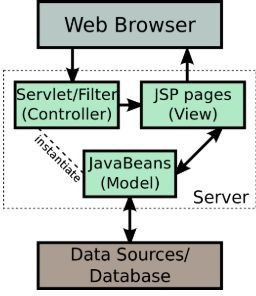 Web Browser
Servlet/Filter
(Controller)
JSP pages
(View)
instantiate
JavaBeans
(Model)
Server
Data Sources/
Database